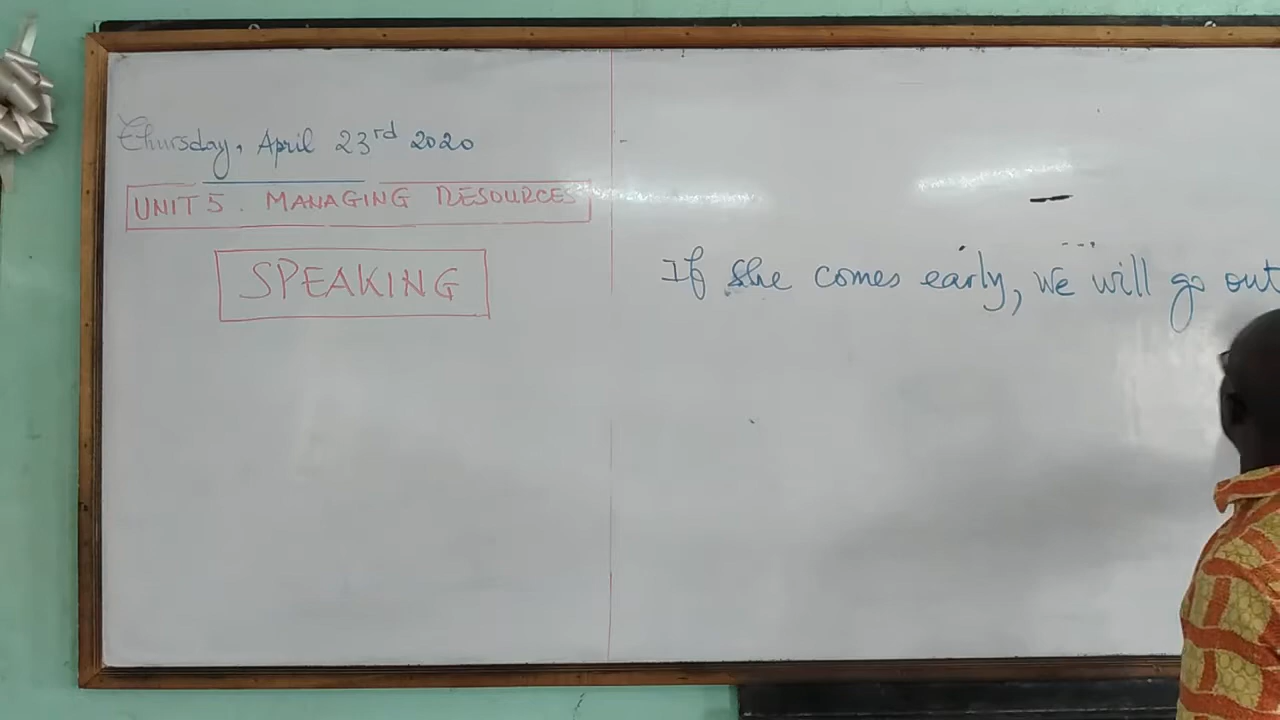 Thursday, April 23rd 2020
UNIT 5. MANAGING RESOURCES
SPEAKING
If she comes early, we will go out